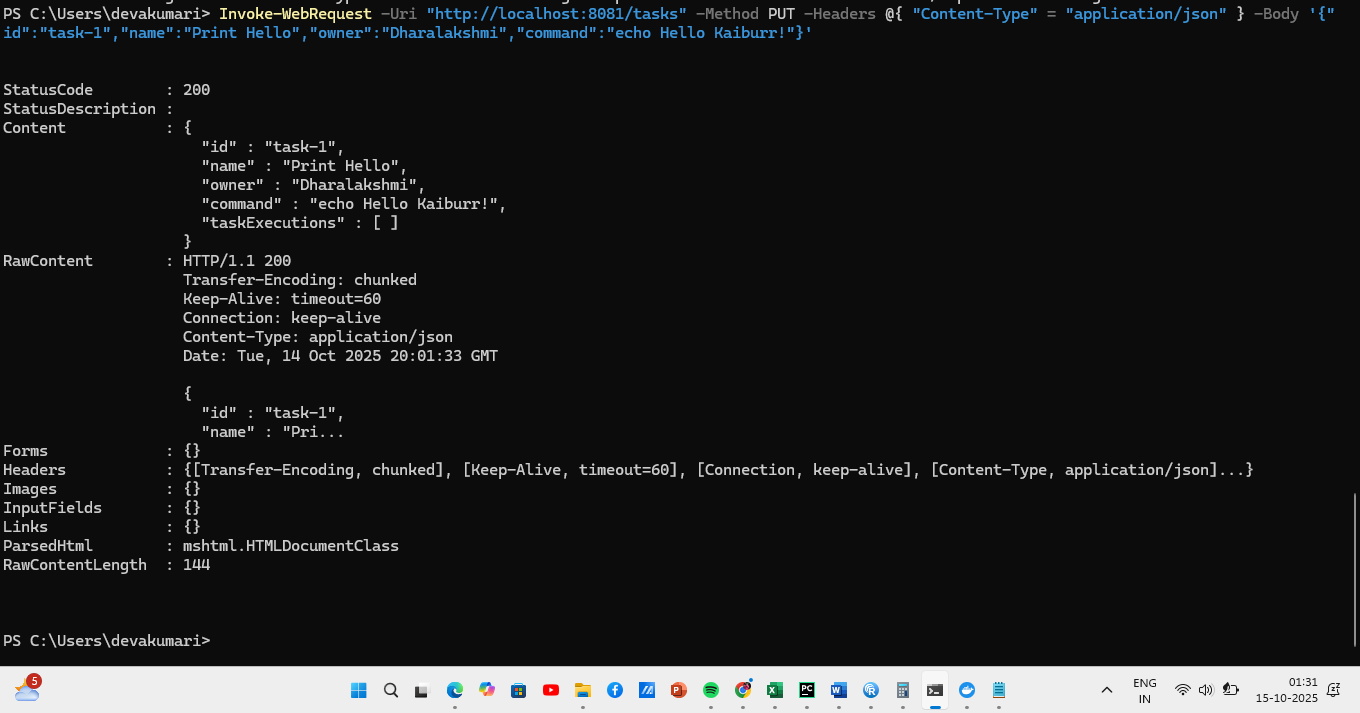 PS C:\Users\devakumari> Invoke-WebRequest -Uri "http://localhost:8081/tasks" -Method PUT -Headers @{ "Content-Type" = "application/json" } -Body '{"
id":"task-1","name":"Print Hello","owner":"Dharalakshmi","command":"echo Hello Kaiburr!"}'
StatusCode        : 200
StatusDescription :
Content           : {
                      "id" : "task-1",
                      "name" : "Print Hello",
                      "owner" : "Dharalakshmi",
                      "command" : "echo Hello Kaiburr!",
                      "taskExecutions" : [ ]
                    }
RawContent        : HTTP/1.1 200
                    Transfer-Encoding: chunked
                    Keep-Alive: timeout=60
                    Connection: keep-alive
                    Content-Type: application/json
                    Date: Tue, 14 Oct 2025 20:01:33 GMT

                    {
                      "id" : "task-1",
                      "name" : "Pri...
Forms             : {}
Headers           : {[Transfer-Encoding, chunked], [Keep-Alive, timeout=60], [Connection, keep-alive], [Content-Type, application/json]...}
Images            : {}
InputFields       : {}
Links             : {}
ParsedHtml        : mshtml.HTMLDocumentClass
RawContentLength  : 144
PS C:\Users\devakumari>
5
ENG
IN
01:31
15-10-2025